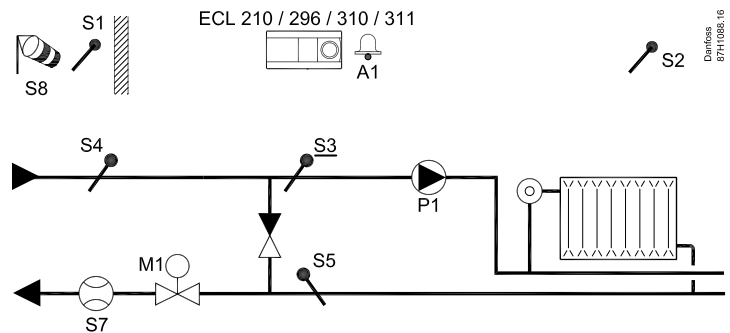 ECL 210 / 296 / 310 / 311
S1
S8
A1
S2
Danfoss
87H1088.16
S4
S3
P1
M1
S5
S7